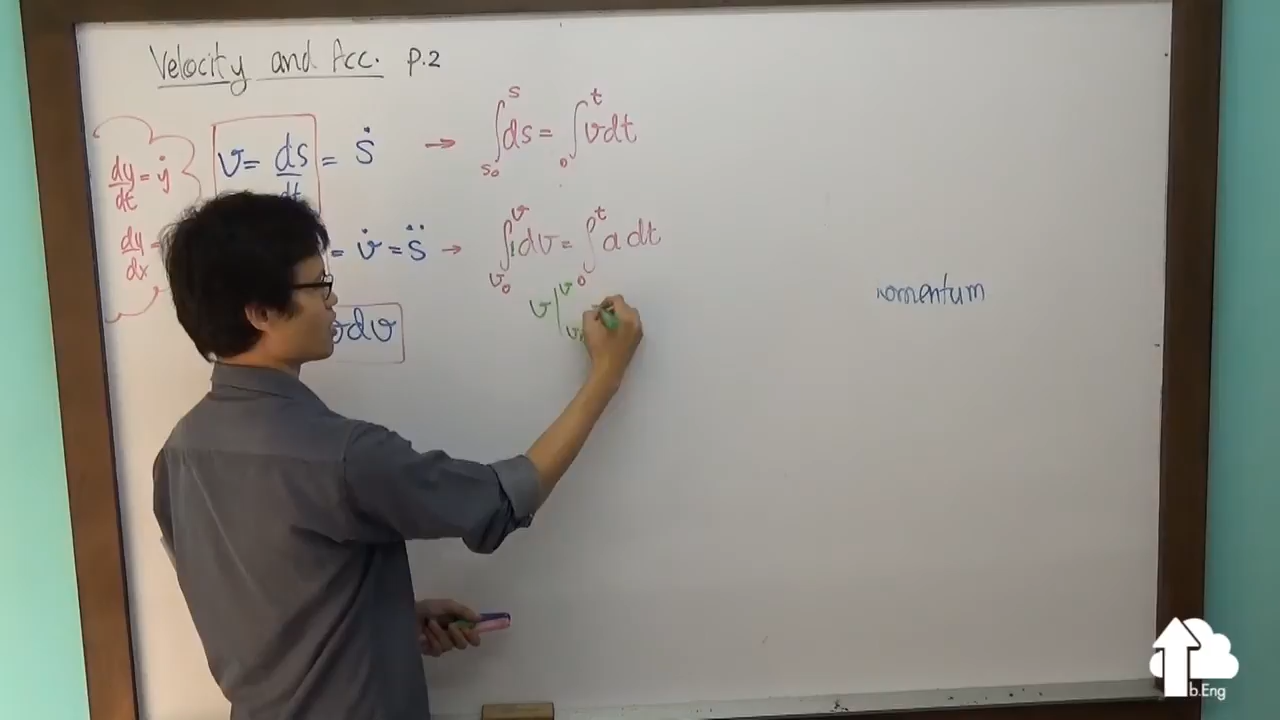 Velocity and Acc. P.2
dy/dt = ẏ
v = ds/dt = ṡ → ∫_{s₀}^{s} ds = ∫_{0}^{t} v dt
dy/dx =
= v̇ = s̈ → ∫_{v₀}^{v} 1 dv = ∫_{0}^{t} a dt
v |_{v₀}^{v}
momentum
vdv
b.Eng